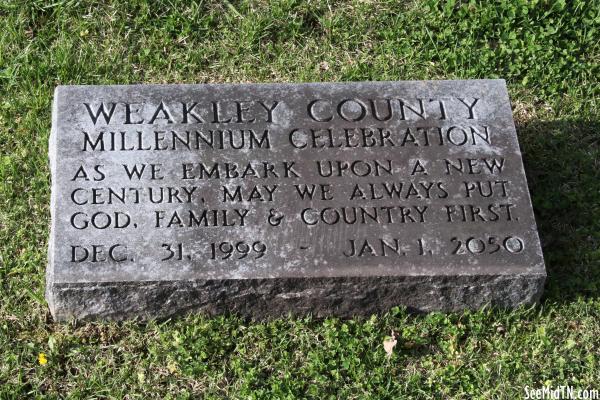 WEAKLEY COUNTY
MILLENNIUM CELEBRATION
AS WE EMBARK UPON A NEW
CENTURY, MAY WE ALWAYS PUT
GOD, FAMILY & COUNTRY FIRST.
DEC. 31, 1999 - JAN. 1, 2050
SeeMidTN.com